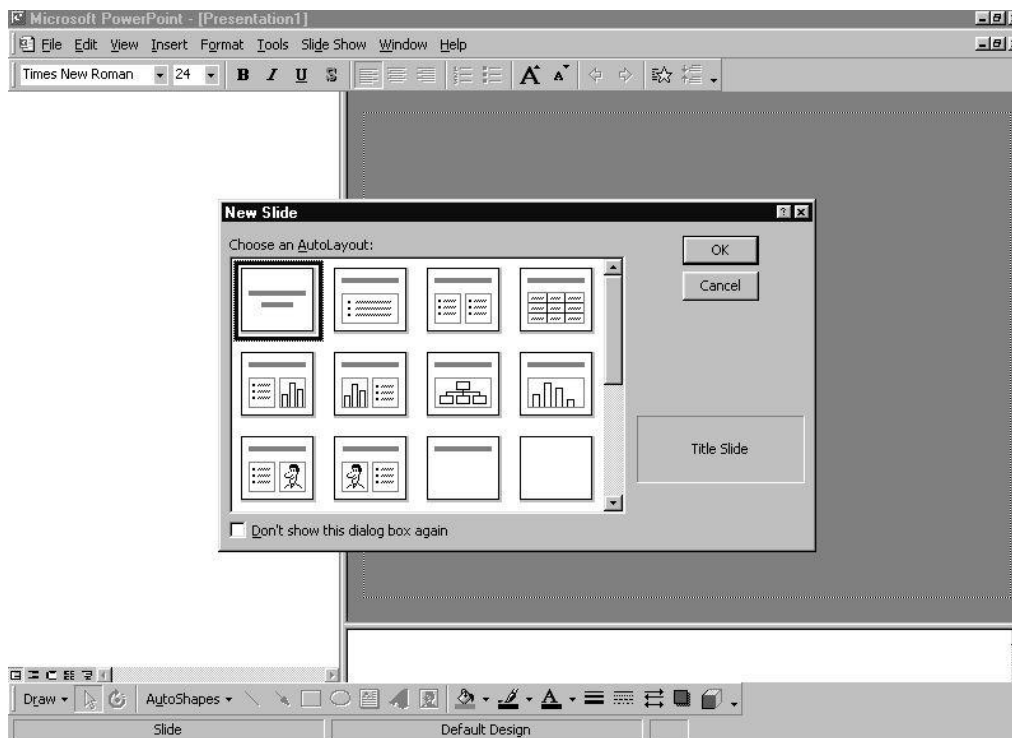 Microsoft PowerPoint - [Presentation1]
File Edit View Insert Format Tools Slide Show Window Help
Times New Roman 24 B I U S A A
New Slide
Choose an AutoLayout:
OK
Cancel
Title Slide
Don't show this dialog box again
Draw AutoShapes A
Slide Default Design